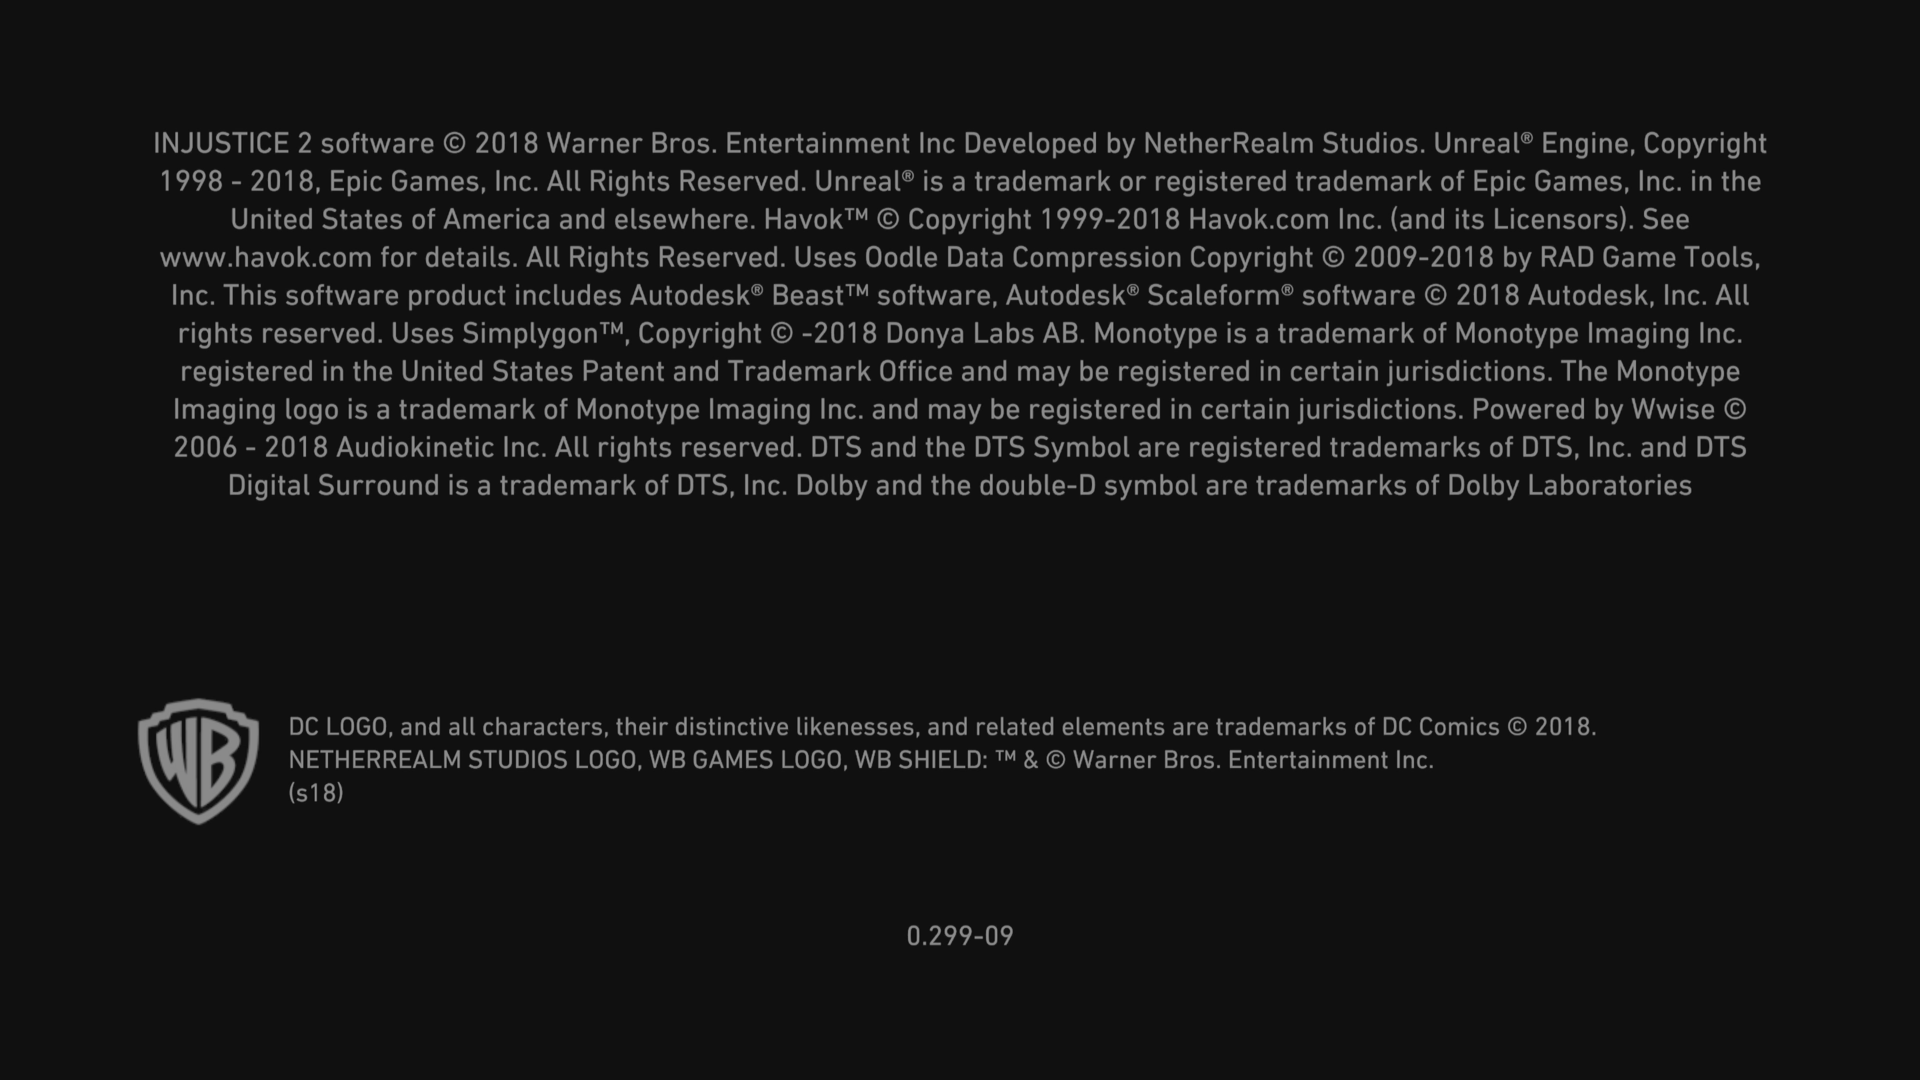 INJUSTICE 2 software © 2018 Warner Bros. Entertainment Inc Developed by NetherRealm Studios. Unreal® Engine, Copyright
1998 - 2018, Epic Games, Inc. All Rights Reserved. Unreal® is a trademark or registered trademark of Epic Games, Inc. in the
United States of America and elsewhere. Havok™ © Copyright 1999-2018 Havok.com Inc. (and its Licensors). See
www.havok.com for details. All Rights Reserved. Uses Oodle Data Compression Copyright © 2009-2018 by RAD Game Tools,
Inc. This software product includes Autodesk® Beast™ software, Autodesk® Scaleform® software © 2018 Autodesk, Inc. All
rights reserved. Uses Simplygon™, Copyright © -2018 Donya Labs AB. Monotype is a trademark of Monotype Imaging Inc.
registered in the United States Patent and Trademark Office and may be registered in certain jurisdictions. The Monotype
Imaging logo is a trademark of Monotype Imaging Inc. and may be registered in certain jurisdictions. Powered by Wwise ©
2006 - 2018 Audiokinetic Inc. All rights reserved. DTS and the DTS Symbol are registered trademarks of DTS, Inc. and DTS
Digital Surround is a trademark of DTS, Inc. Dolby and the double-D symbol are trademarks of Dolby Laboratories
WB
DC LOGO, and all characters, their distinctive likenesses, and related elements are trademarks of DC Comics © 2018.
NETHERREALM STUDIOS LOGO, WB GAMES LOGO, WB SHIELD: ™ & © Warner Bros. Entertainment Inc.
(s18)
0.299-09